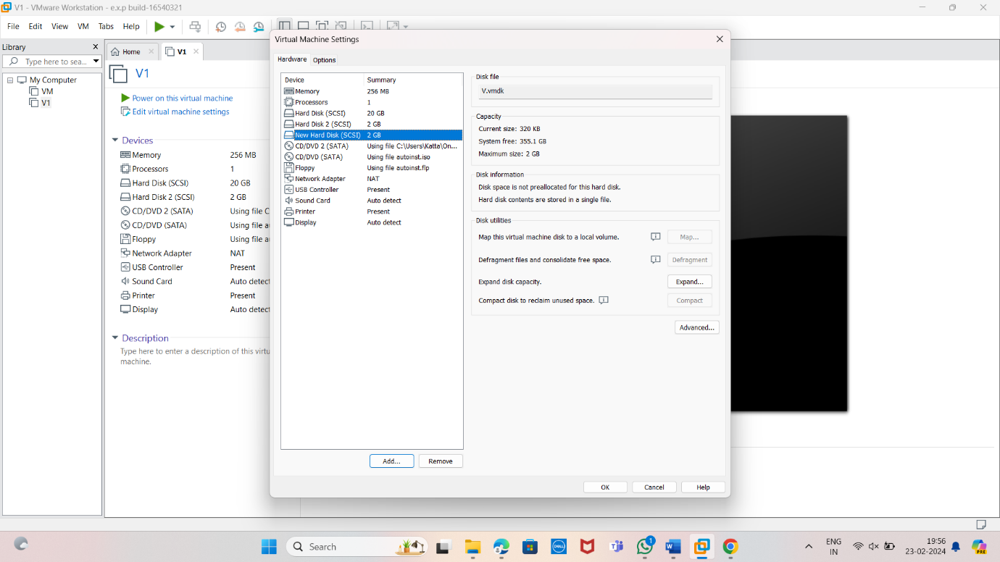 V1 - VMware Workstation - e.x.p build-16540321
File Edit View VM Tabs Help
Library
Type here to sea...
My Computer
VM
V1
Home
V1
V1
Power on this virtual machine
Edit virtual machine settings
Devices
Memory 256 MB
Processors 1
Hard Disk (SCSI) 20 GB
Hard Disk 2 (SCSI) 2 GB
CD/DVD 2 (SATA) Using file C
CD/DVD (SATA) Using file a
Floppy Using file a
Network Adapter NAT
USB Controller Present
Sound Card Auto detect
Printer Present
Display Auto detect
Description
Type here to enter a description of this virtu
machine.
Virtual Machine Settings
Hardware Options
Device Summary
Memory 256 MB
Processors 1
Hard Disk (SCSI) 20 GB
Hard Disk 2 (SCSI) 2 GB
New Hard Disk (SCSI) 2 GB
CD/DVD 2 (SATA) Using file C:\Users\Katta\On...
CD/DVD (SATA) Using file autoinst.iso
Floppy Using file autoinst.flp
Network Adapter NAT
USB Controller Present
Sound Card Auto detect
Printer Present
Display Auto detect
Add... Remove
Disk file
V.vmdk
Capacity
Current size: 320 KB
System free: 355.1 GB
Maximum size: 2 GB
Disk information
Disk space is not preallocated for this hard disk.
Hard disk contents are stored in a single file.
Disk utilities
Map this virtual machine disk to a local volume. Map...
Defragment files and consolidate free space. Defragment
Expand disk capacity. Expand...
Compact disk to reclaim unused space. Compact
Advanced...
OK Cancel Help
Search
DELL
1
ENG
IN
19:56
23-02-2024
PRE